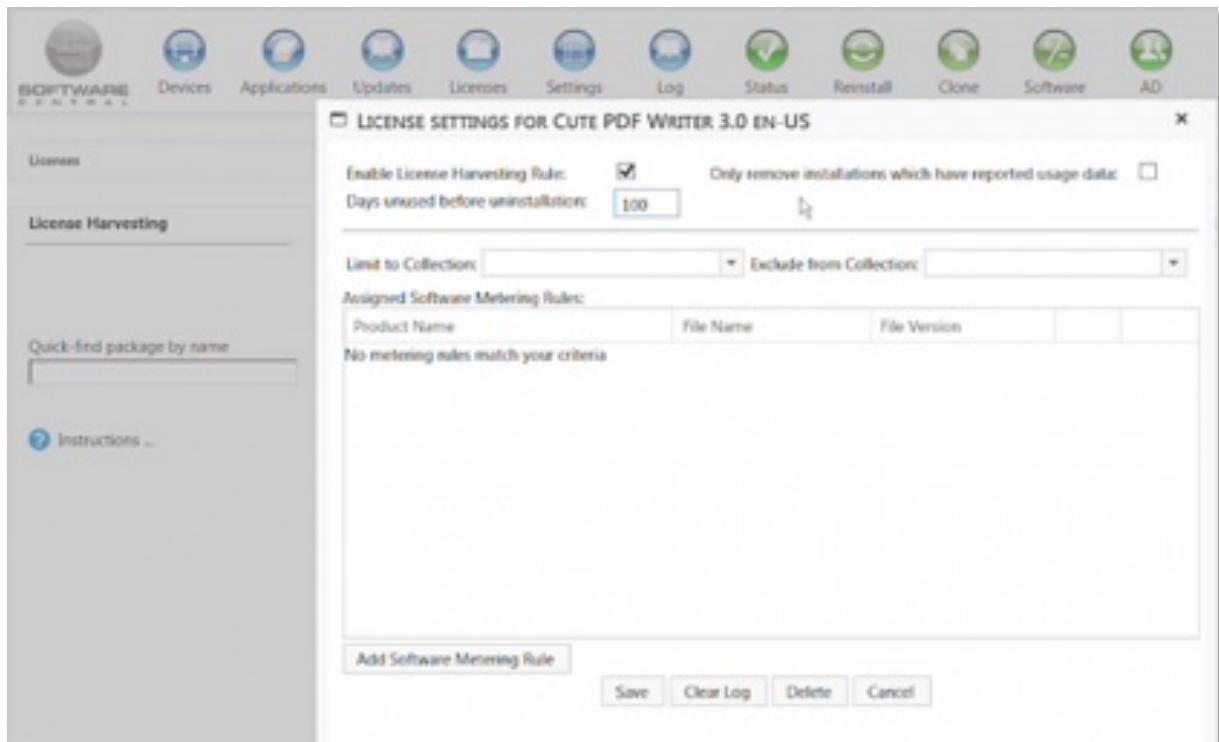 SOFTWARE
CENTRAL
Devices Applications Updates Licenses Settings Log Status Reinstall Clone Software AD
LICENSE SETTINGS FOR CUTE PDF WRITER 3.0 EN-US
Licenses
Enable License Harvesting Rule: Only remove installations which have reported usage data:
Days unused before uninstallation: 100
License Harvesting
Limit to Collection: Exclude from Collection:
Assigned Software Metering Rules:
Product Name File Name File Version
Quick-find package by name
No metering rules match your criteria
Instructions ...
Add Software Metering Rule
Save Clear Log Delete Cancel